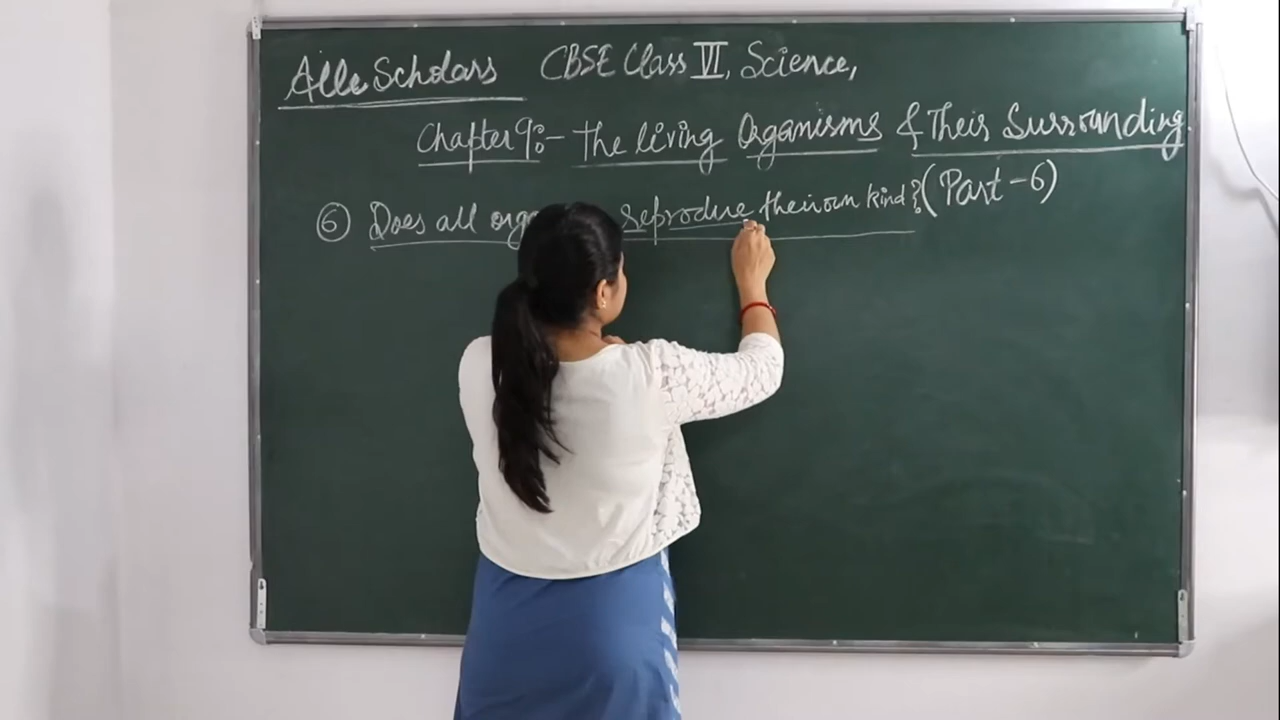 Alle Scholars CBSE Class VI, Science,
Chapter 9:- The living Organisms & Their Surrounding
(6) Does all reproduce their own kind? (Part-6)